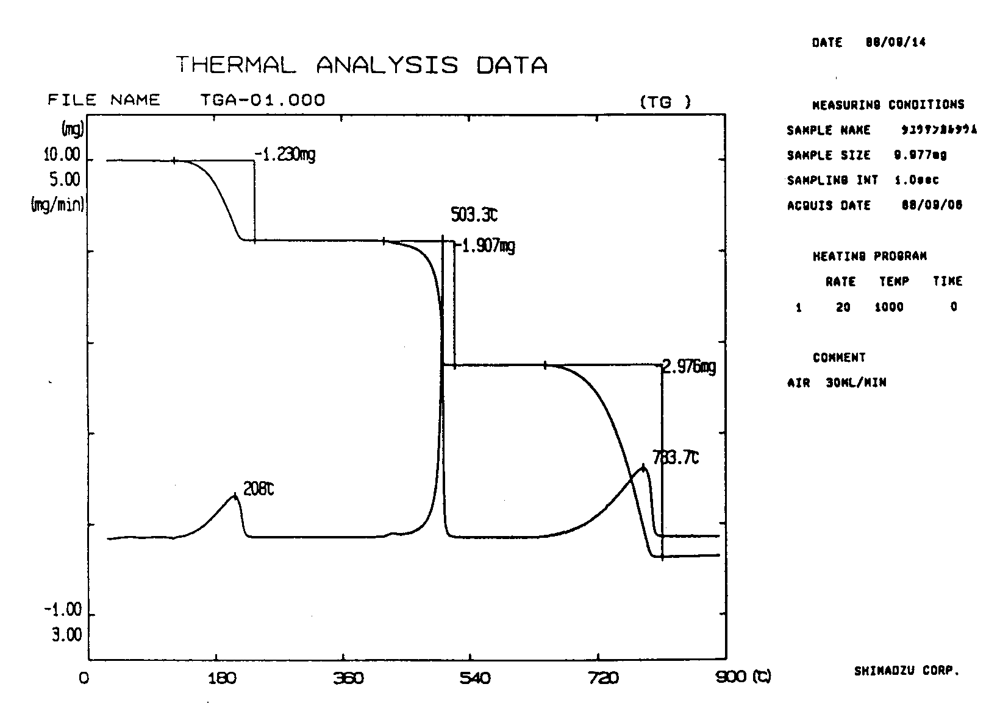 DATE 88/09/14
THERMAL ANALYSIS DATA
FILE NAME TGA-01.000 (TG )
MEASURING CONDITIONS
SAMPLE NAME
SAMPLE SIZE 9.977mg
SAMPLING INT 1.0sec
ACQUIS DATE
HEATING PROGRAM
RATE TEMP TIME
1 20 1000 0
COMMENT
AIR 30ML/MIN
(mg)
10.00
5.00
(mg/min)
-1.230mg
503.3℃
-1.907mg
2.976mg
783.7℃
208℃
-1.00
3.00
0 180 360 540 720 900 (℃)
SHIMADZU CORP.